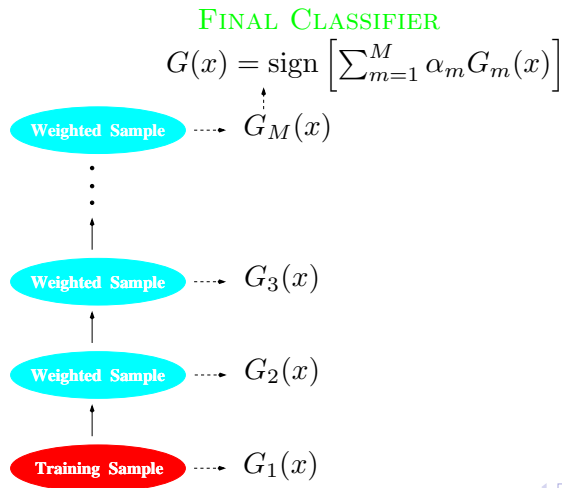 FINAL CLASSIFIER
G(x) = sign [∑_{m=1}^{M} α_m G_m(x)]
Weighted Sample G_M(x)
Weighted Sample G_3(x)
Weighted Sample G_2(x)
Training Sample G_1(x)